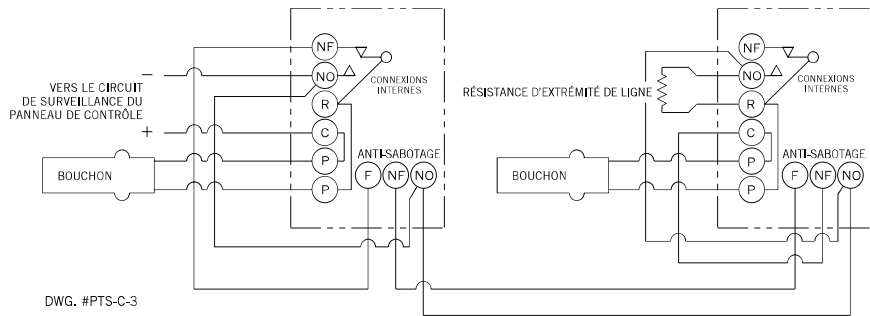 NF
NO
R
C
P
P
CONNEXIONS
INTERNES
ANTI-SABOTAGE
F
NF
NO
−
VERS LE CIRCUIT
DE SURVEILLANCE DU
PANNEAU DE CONTRÔLE
+
BOUCHON
RÉSISTANCE D'EXTRÉMITÉ DE LIGNE
NF
NO
R
C
P
P
CONNEXIONS
INTERNES
ANTI-SABOTAGE
F
NF
NO
BOUCHON
DWG. #PTS-C-3